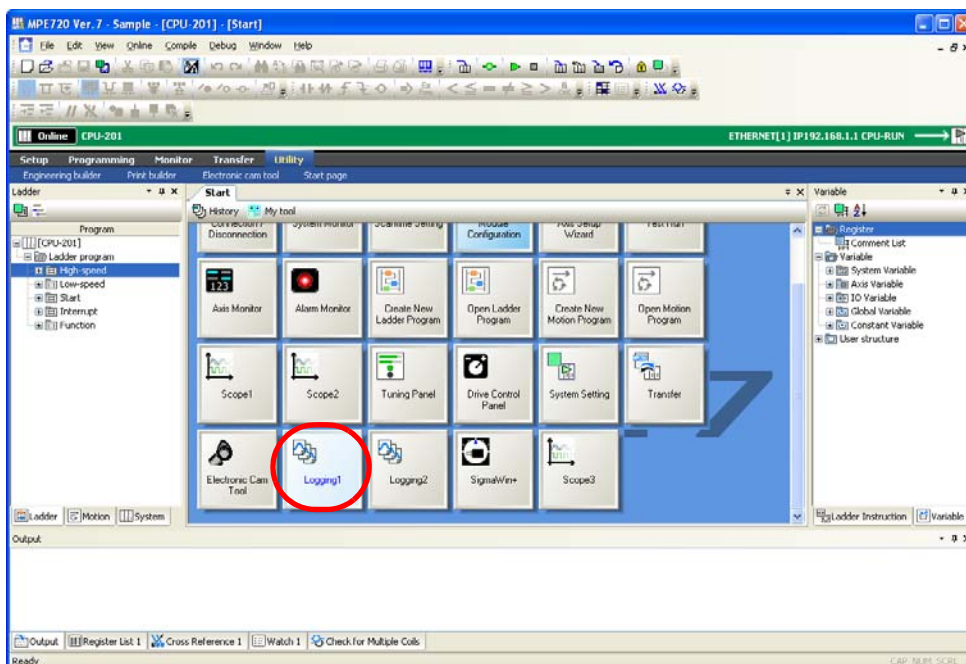 MPE720 Ver.7 - Sample - [CPU-201] - [Start]
File Edit View Online Compile Debug Window Help
Online CPU-201 ETHERNET[1] IP192.168.1.1 CPU-RUN
Setup Programming Monitor Transfer Utility
Engineering builder Print builder Electronic cam tool Start page
Ladder
Program
[CPU-201]
Ladder program
High-speed
Low-speed
Start
Interrupt
Function
Ladder Motion System
Start
History My tool
Connection / Disconnection
System Monitor
Scantime Setting
Module Configuration
Axis Setup Wizard
Test Run
123
Axis Monitor
Alarm Monitor
Create New Ladder Program
Open Ladder Program
Create New Motion Program
Open Motion Program
Scope1
Scope2
Tuning Panel
Drive Control Panel
System Setting
Transfer
Electronic Cam Tool
Logging1
Logging2
SigmaWin+
Scope3
7
Variable
Register
Comment List
Variable
System Variable
Axis Variable
IO Variable
Global Variable
Constant Variable
User structure
Ladder Instruction Variable
Output
Output Register List 1 Cross Reference 1 Watch 1 Check for Multiple Coils
Ready CAP NUM SCRL